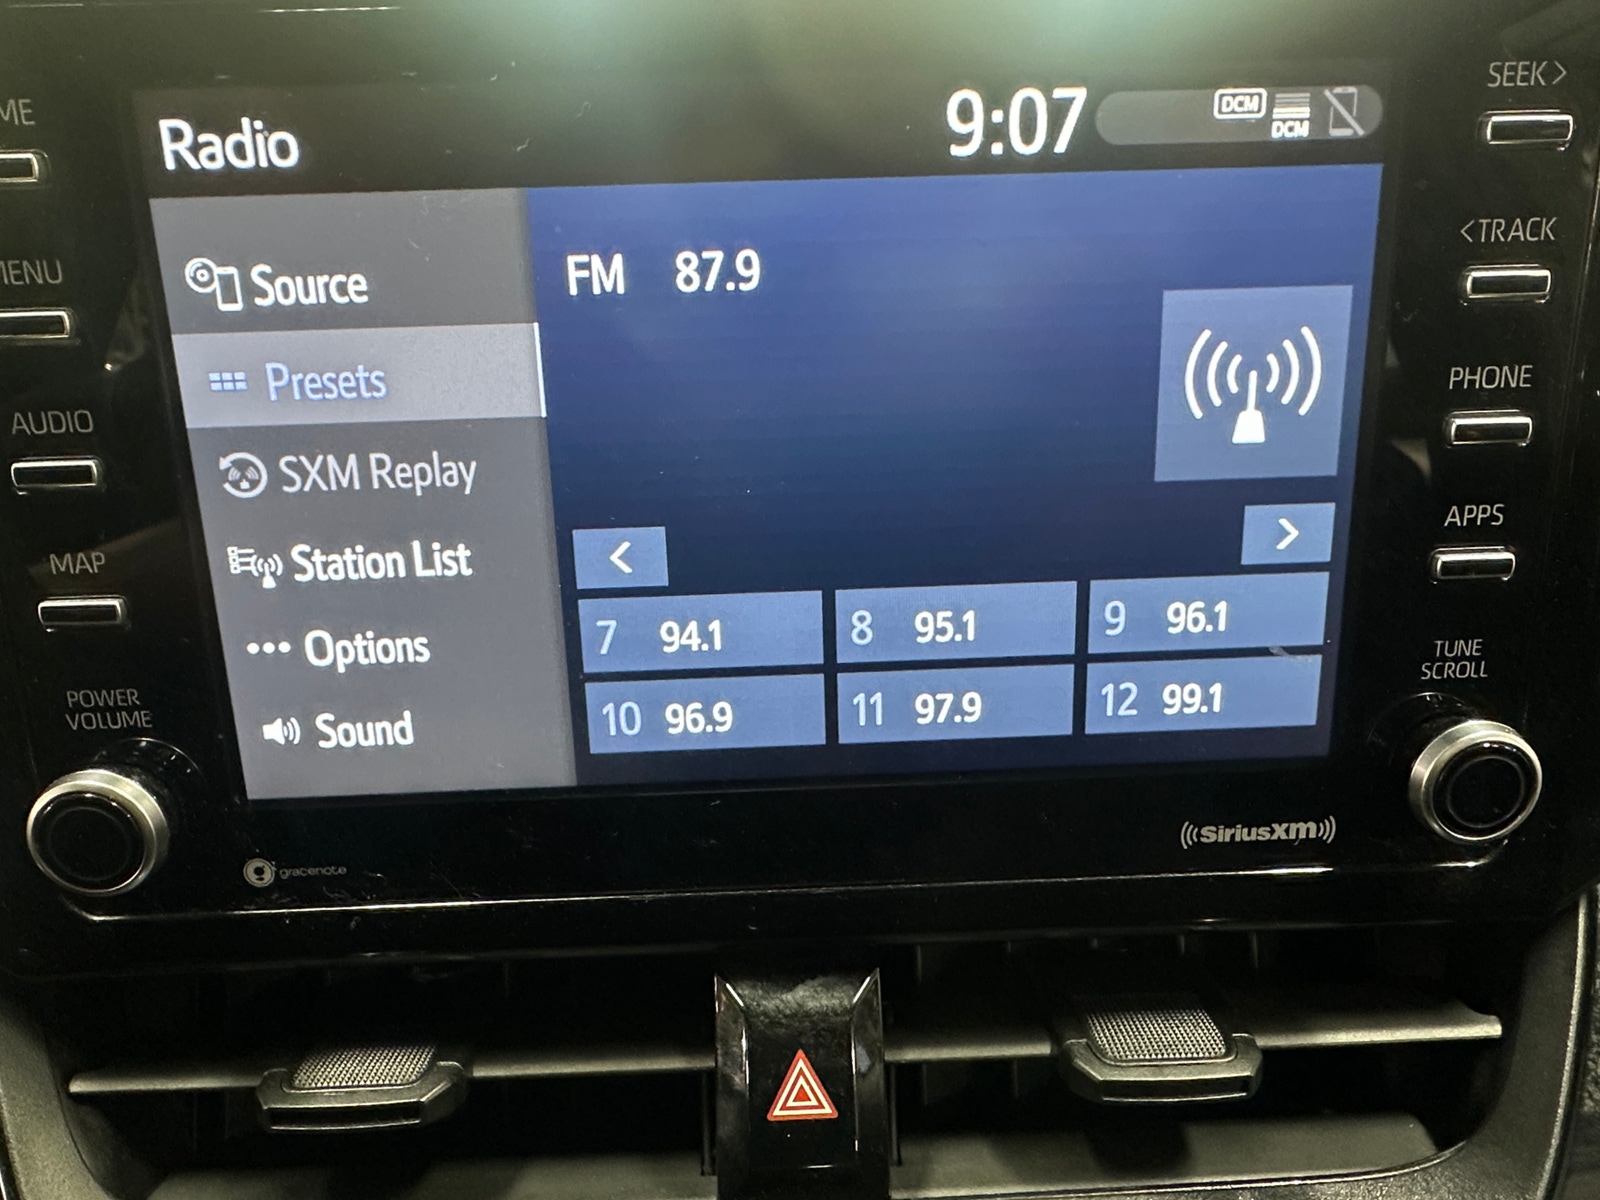 Radio
9:07
DCM
DCM
Source
Presets
SXM Replay
Station List
Options
Sound
FM 87.9
<
>
7 94.1
8 95.1
9 96.1
10 96.9
11 97.9
12 99.1
ME
MENU
AUDIO
MAP
POWER
VOLUME
SEEK >
< TRACK
PHONE
APPS
TUNE
SCROLL
gracenote
SiriusXM